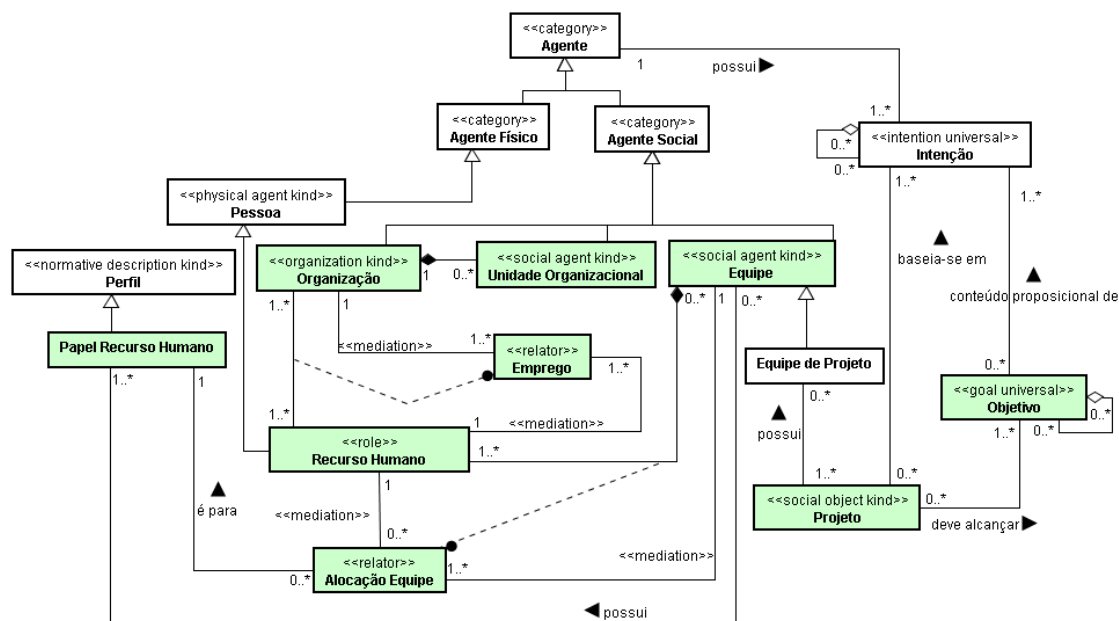 <<category>>
Agente
1
possui ►
<<category>>
Agente Físico
<<category>>
Agente Social
1..*
<<intention universal>>
Intenção
0..*
0..*
1..*
1..*
<<physical agent kind>>
Pessoa
<<normative description kind>>
Perfil
<<organization kind>>
Organização
1
0..*
<<social agent kind>>
Unidade Organizacional
<<social agent kind>>
Equipe
▲
baseia-se em
▲
conteúdo proposicional de
1..*
1
0..*
1
0..*
Papel Recurso Humano
1..*
1
1..*
<<mediation>>
<<relator>>
Emprego
1..*
Equipe de Projeto
0..*
0..*
<<goal universal>>
Objetivo
0..*
0..*
1..*
1..*
<<mediation>>
1
1..*
<<role>>
Recurso Humano
▲
possui
1..*
0..*
<<social object kind>>
Projeto
0..*
deve alcançar ►
▲
é para
1
<<mediation>>
0..*
<<relator>>
Alocação Equipe
0..*
1..*
<<mediation>>
◄ possui